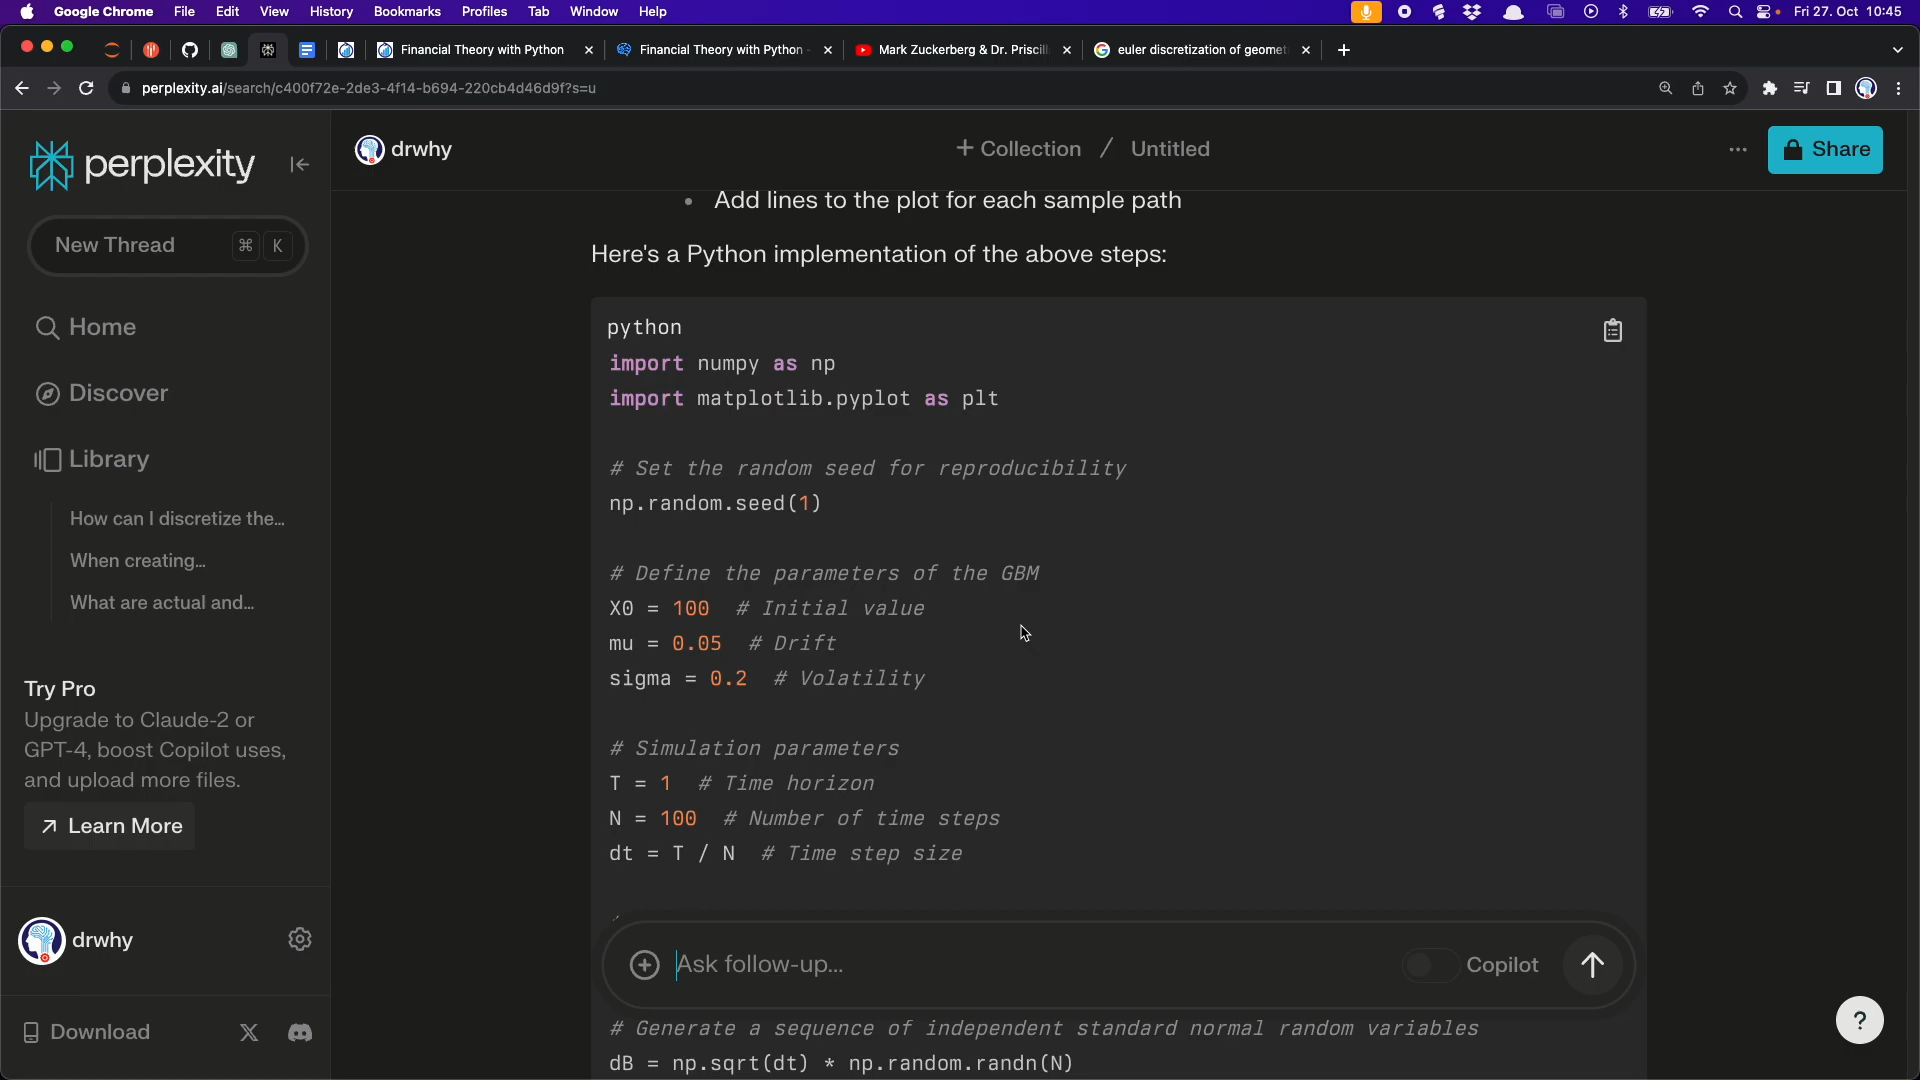 Google Chrome File Edit View History Bookmarks Profiles Tab Window Help Fri 27. Oct 10:45
Financial Theory with Python Financial Theory with Python - Mark Zuckerberg & Dr. Priscill euler discretization of geomet
perplexity.ai/search/c400f72e-2de3-4f14-b694-220cb4d46d9f?s=u
perplexity
New Thread ⌘ K
Home
Discover
Library
How can I discretize the...
When creating...
What are actual and...
Try Pro
Upgrade to Claude-2 or
GPT-4, boost Copilot uses,
and upload more files.
Learn More
drwhy
Download
drwhy
+ Collection / Untitled
Share
Add lines to the plot for each sample path
Here's a Python implementation of the above steps:
python
import numpy as np
import matplotlib.pyplot as plt
# Set the random seed for reproducibility
np.random.seed(1)
# Define the parameters of the GBM
X0 = 100 # Initial value
mu = 0.05 # Drift
sigma = 0.2 # Volatility
# Simulation parameters
T = 1 # Time horizon
N = 100 # Number of time steps
dt = T / N # Time step size
Ask follow-up...
Copilot
# Generate a sequence of independent standard normal random variables
dB = np.sqrt(dt) * np.random.randn(N)
?